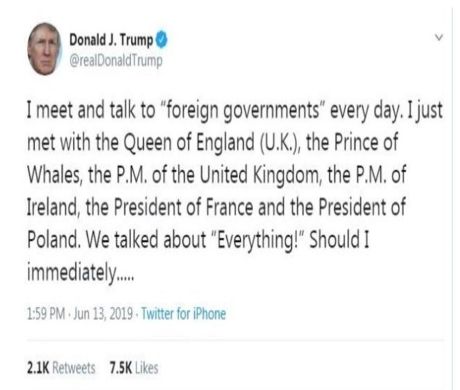 Donald J. Trump
@realDonaldTrump
I meet and talk to "foreign governments" every day. I just
met with the Queen of England (U.K.), the Prince of
Whales, the P.M. of the United Kingdom, the P.M. of
Ireland, the President of France and the President of
Poland. We talked about "Everything!" Should I
immediately.....
1:59 PM - Jun 13, 2019 - Twitter for iPhone
2.1K Retweets 7.5K Likes